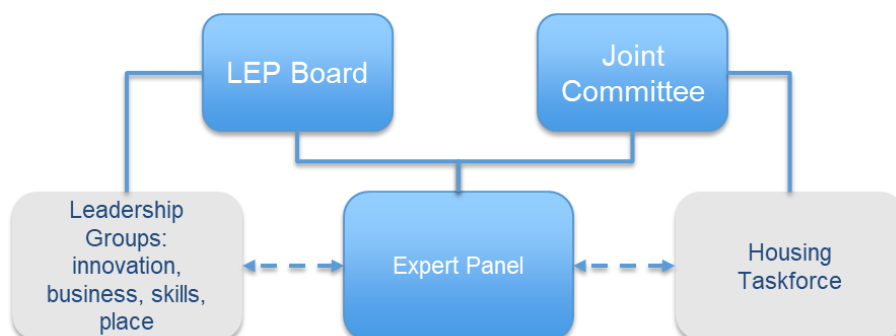 LEP Board
Joint
Committee
Leadership
Groups:
innovation,
business, skills,
place
Expert Panel
Housing
Taskforce